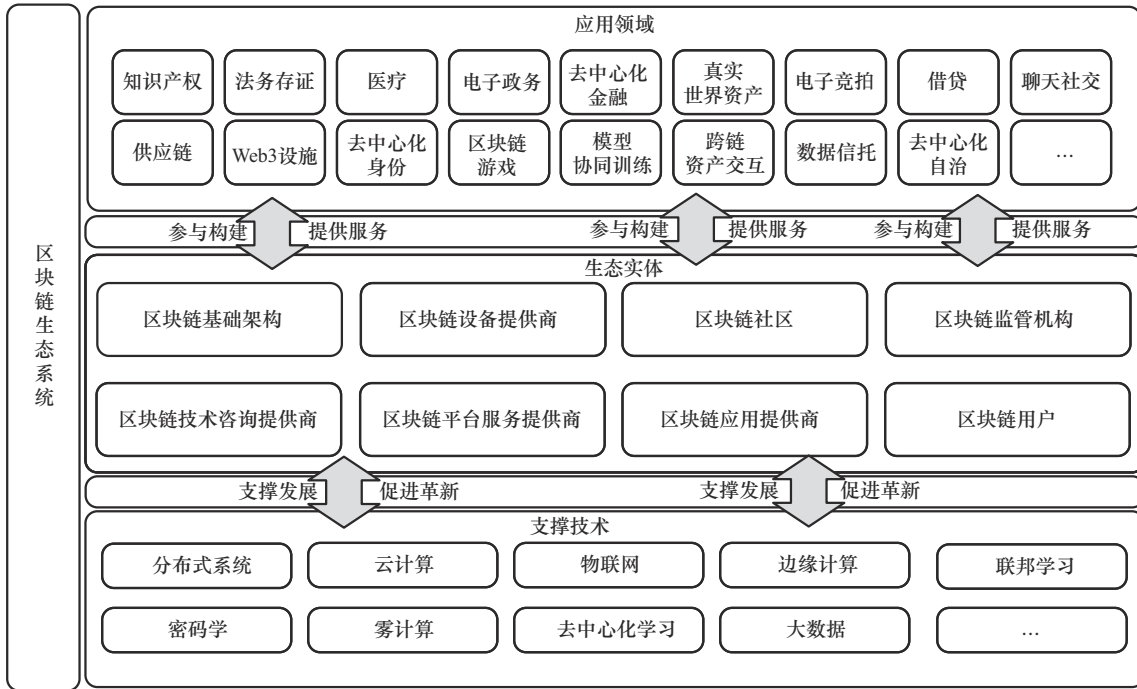 区块链生态系统
应用领域
知识产权
法务存证
医疗
电子政务
去中心化
金融
真实
世界资产
电子竞拍
借贷
聊天社交
供应链
Web3设施
去中心化
身份
区块链
游戏
模型
协同训练
跨链
资产交互
数据信托
去中心化
自治
…
参与构建
提供服务
参与构建
提供服务
参与构建
提供服务
生态实体
区块链基础架构
区块链设备提供商
区块链社区
区块链监管机构
区块链技术咨询提供商
区块链平台服务提供商
区块链应用提供商
区块链用户
支撑发展
促进革新
支撑发展
促进革新
支撑技术
分布式系统
云计算
物联网
边缘计算
联邦学习
密码学
雾计算
去中心化学习
大数据
…